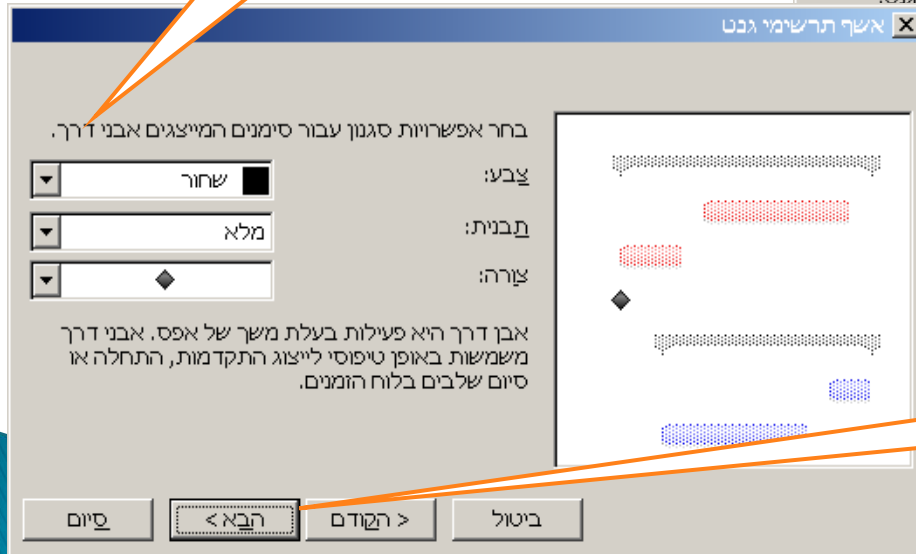 אשף תרשימי גנט
בחר אפשרויות סגנון עבור סימנים המייצגים אבני דרך.
צבע:
שחור
תבנית:
מלא
צורה:
אבן דרך היא פעילות בעלת משך של אפס. אבני דרך
משמשות באופן טיפוסי לייצוג התקדמות, התחלה או
סיום שלבים בלוח הזמנים.
ביטול
< הקודם
הבא >
סיום